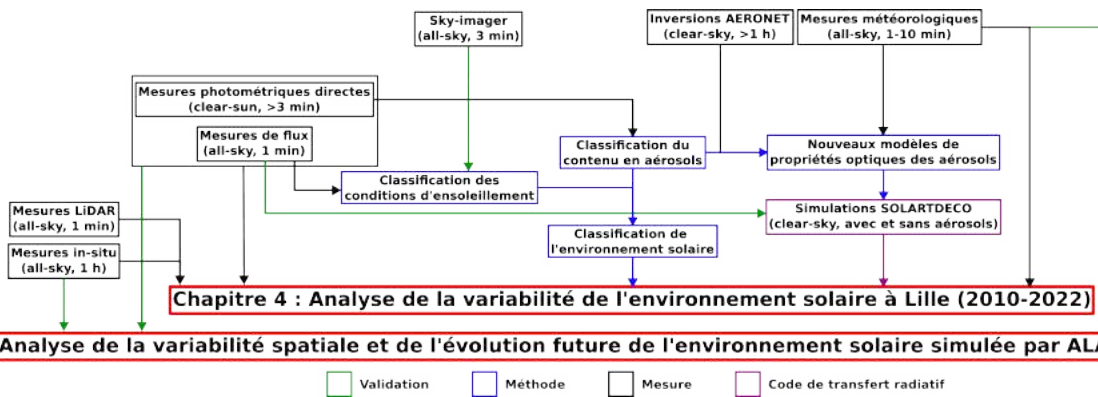 Sky-imager
(all-sky, 3 min)
Inversions AERONET
(clear-sky, >1 h)
Mesures météorologiques
(all-sky, 1-10 min)
Mesures photométriques directes
(clear-sun, >3 min)
Mesures de flux
(all-sky, 1 min)
Classification du
contenu en aérosols
Nouveaux modèles de
propriétés optiques des aérosols
Classification des
conditions d'ensoleillement
Mesures LiDAR
(all-sky, 1 min)
Simulations SOLARTDECO
(clear-sky, avec et sans aérosols)
Classification de
l'environnement solaire
Mesures in-situ
(all-sky, 1 h)
Chapitre 4 : Analyse de la variabilité de l'environnement solaire à Lille (2010-2022)
Analyse de la variabilité spatiale et de l'évolution future de l'environnement solaire simulée par
Validation
Méthode
Mesure
Code de transfert radiatif